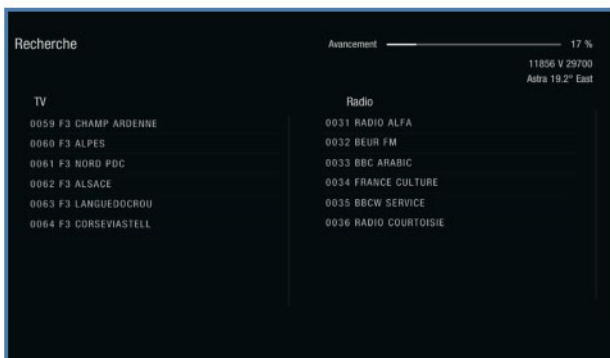 Recherche
Avancement 17 %
11856 V 29700
Astra 19.2° East
TV
0059 F3 CHAMP ARDENNE
0060 F3 ALPES
0061 F3 NORD PDC
0062 F3 ALSACE
0063 F3 LANGUEDOCROU
0064 F3 CORSEVIASTELL
Radio
0031 RADIO ALFA
0032 BEUR FM
0033 BBC ARABIC
0034 FRANCE CULTURE
0035 BBCW SERVICE
0036 RADIO COURTOISIE